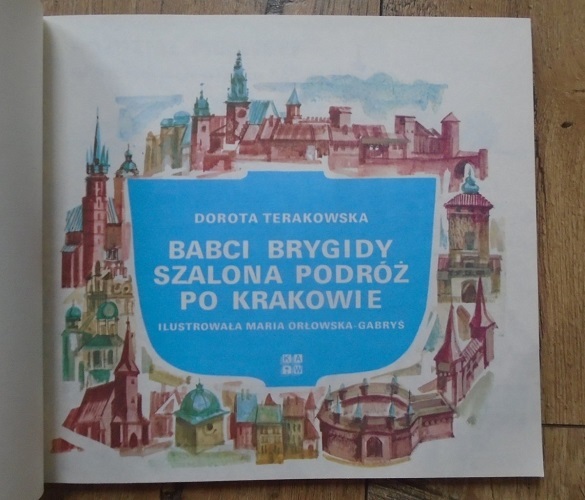 DOROTA TERAKOWSKA
BABCI BRYGIDY
SZALONA PODRÓŻ
PO KRAKOWIE
ILUSTROWAŁA MARIA ORŁOWSKA-GABRYŚ
K A
T W